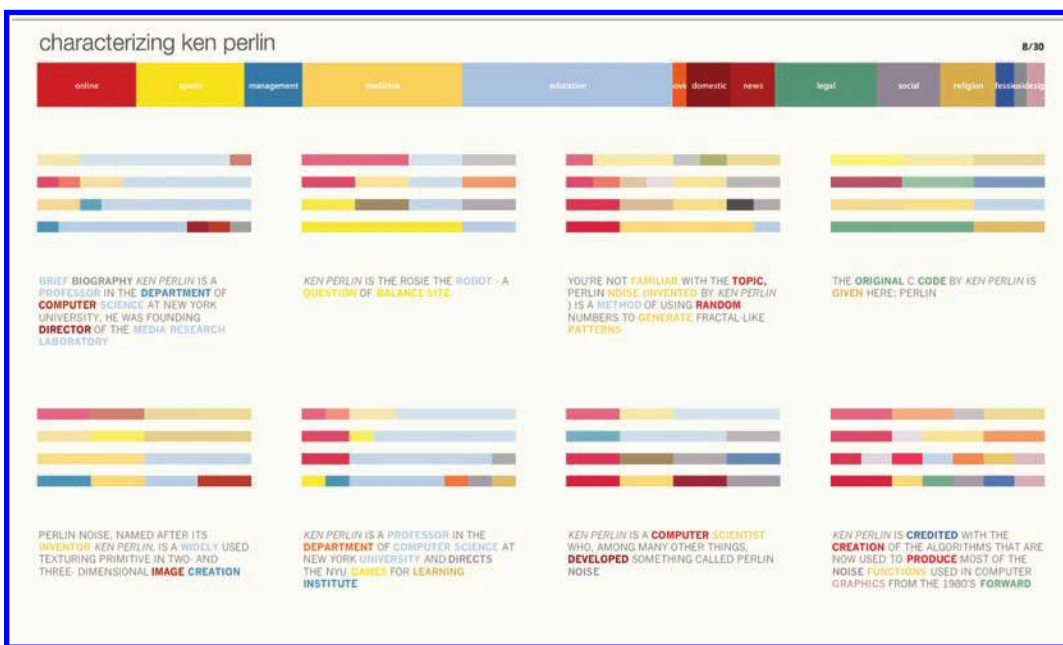 characterizing ken perlin
8/30
online sports management medicine education ovie domestic news legal social religion fessi usi desig
BRIEF BIOGRAPHY KEN PERLIN IS A
PROFESSOR IN THE DEPARTMENT OF
COMPUTER SCIENCE AT NEW YORK
UNIVERSITY, HE WAS FOUNDING
DIRECTOR OF THE MEDIA RESEARCH
LABORATORY
KEN PERLIN IS THE ROSIE THE ROBOT - A
QUESTION OF BALANCE SITE
YOU'RE NOT FAMILIAR WITH THE TOPIC,
PERLIN NOISE (INVENTED BY KEN PERLIN
) IS A METHOD OF USING RANDOM
NUMBERS TO GENERATE FRACTAL-LIKE
PATTERNS
THE ORIGINAL C CODE BY KEN PERLIN IS
GIVEN HERE: PERLIN
PERLIN NOISE, NAMED AFTER ITS
INVENTOR KEN PERLIN, IS A WIDELY USED
TEXTURING PRIMITIVE IN TWO- AND
THREE- DIMENSIONAL IMAGE CREATION
KEN PERLIN IS A PROFESSOR IN THE
DEPARTMENT OF COMPUTER SCIENCE AT
NEW YORK UNIVERSITY AND DIRECTS
THE NYU GAMES FOR LEARNING
INSTITUTE
KEN PERLIN IS A COMPUTER SCIENTIST
WHO, AMONG MANY OTHER THINGS,
DEVELOPED SOMETHING CALLED PERLIN
NOISE
KEN PERLIN IS CREDITED WITH THE
CREATION OF THE ALGORITHMS THAT ARE
NOW USED TO PRODUCE MOST OF THE
NOISE FUNCTIONS USED IN COMPUTER
GRAPHICS FROM THE 1980'S FORWARD